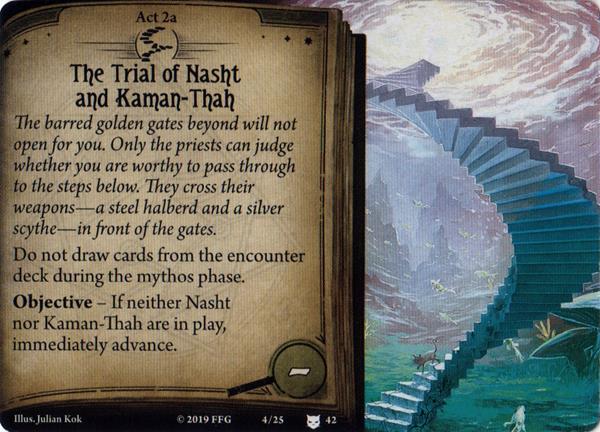 Act 2a
The Trial of Nasht
and Kaman-Thah
The barred golden gates beyond will not
open for you. Only the priests can judge
whether you are worthy to pass through
to the steps below. They cross their
weapons—a steel halberd and a silver
scythe—in front of the gates.
Do not draw cards from the encounter
deck during the mythos phase.
Objective – If neither Nasht
nor Kaman-Thah are in play,
immediately advance.
–
Illus. Julian Kok © 2019 FFG 4/25 42